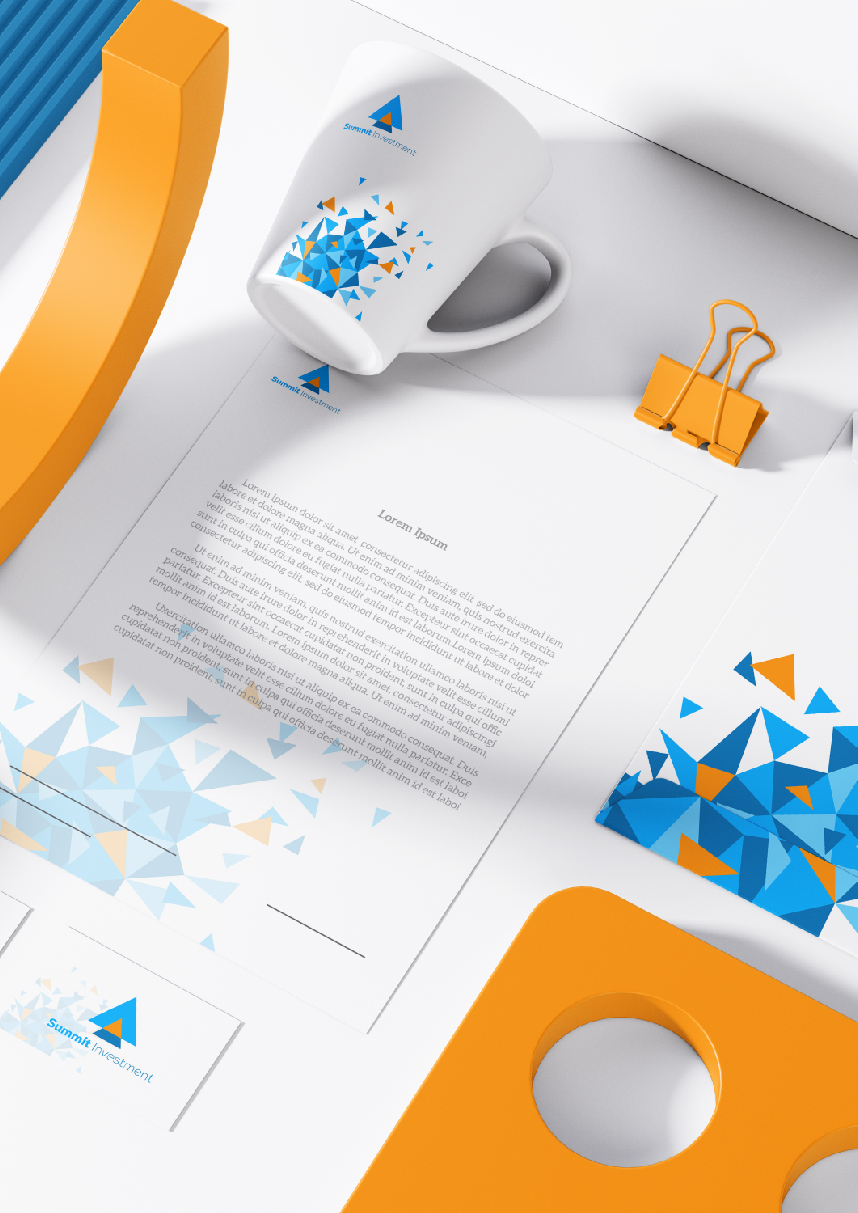 Summit Investment
Summit Investment
Lorem Ipsum
Lorem ipsum dolor sit amet, consectetur adipiscing elit, sed do eiusmod tem
labore et dolore magna aliqua. Ut enim ad minim veniam, quis nos-trud exercita
laboris nisi ut aliquip ex ea commodo consequat. Duis aute irure dolor in reprer
velit esse cillum dolore eu fugiat nulla pariatur. Excepteur sint occaecat cupidat
sunt in culpa qui officia deserunt mollit anim id est laborum Lorem ipsum dolol
consectetur adipiscing elit, sed do eiusmod tempor incididunt ut labore et dolor
Ut enim ad minim veniam, quis nostrud exercitation ullamco laboris nisi ut
consequat. Duis aute irure dolor in reprehenderit in voluptate velit esse cillumi
pariatur. Excepteur sint occaecat cupidatat non proident, sunt in culpa qui offic
mollit anim id est laborum. Lorem ipsum dolor sit amet, consectetur adipiscingi
tempor incididunt ut labore et dolore magna aliqua. Ut enim ad minim veniam,
Uxercitation ullamco laboris nisi ut aliquip ex ea commodo consequat. Duis
reprehenderit in voluptate velit esse cillum dolore eu fugiat nulla pariatur. Exce
cupidatat non proident, sunt in culpa qui officia deserunt mollit anim id est labol
cupidatat non proident, sunt in culpa qui officia deserunt mollit anim id est labol
Summit Investment